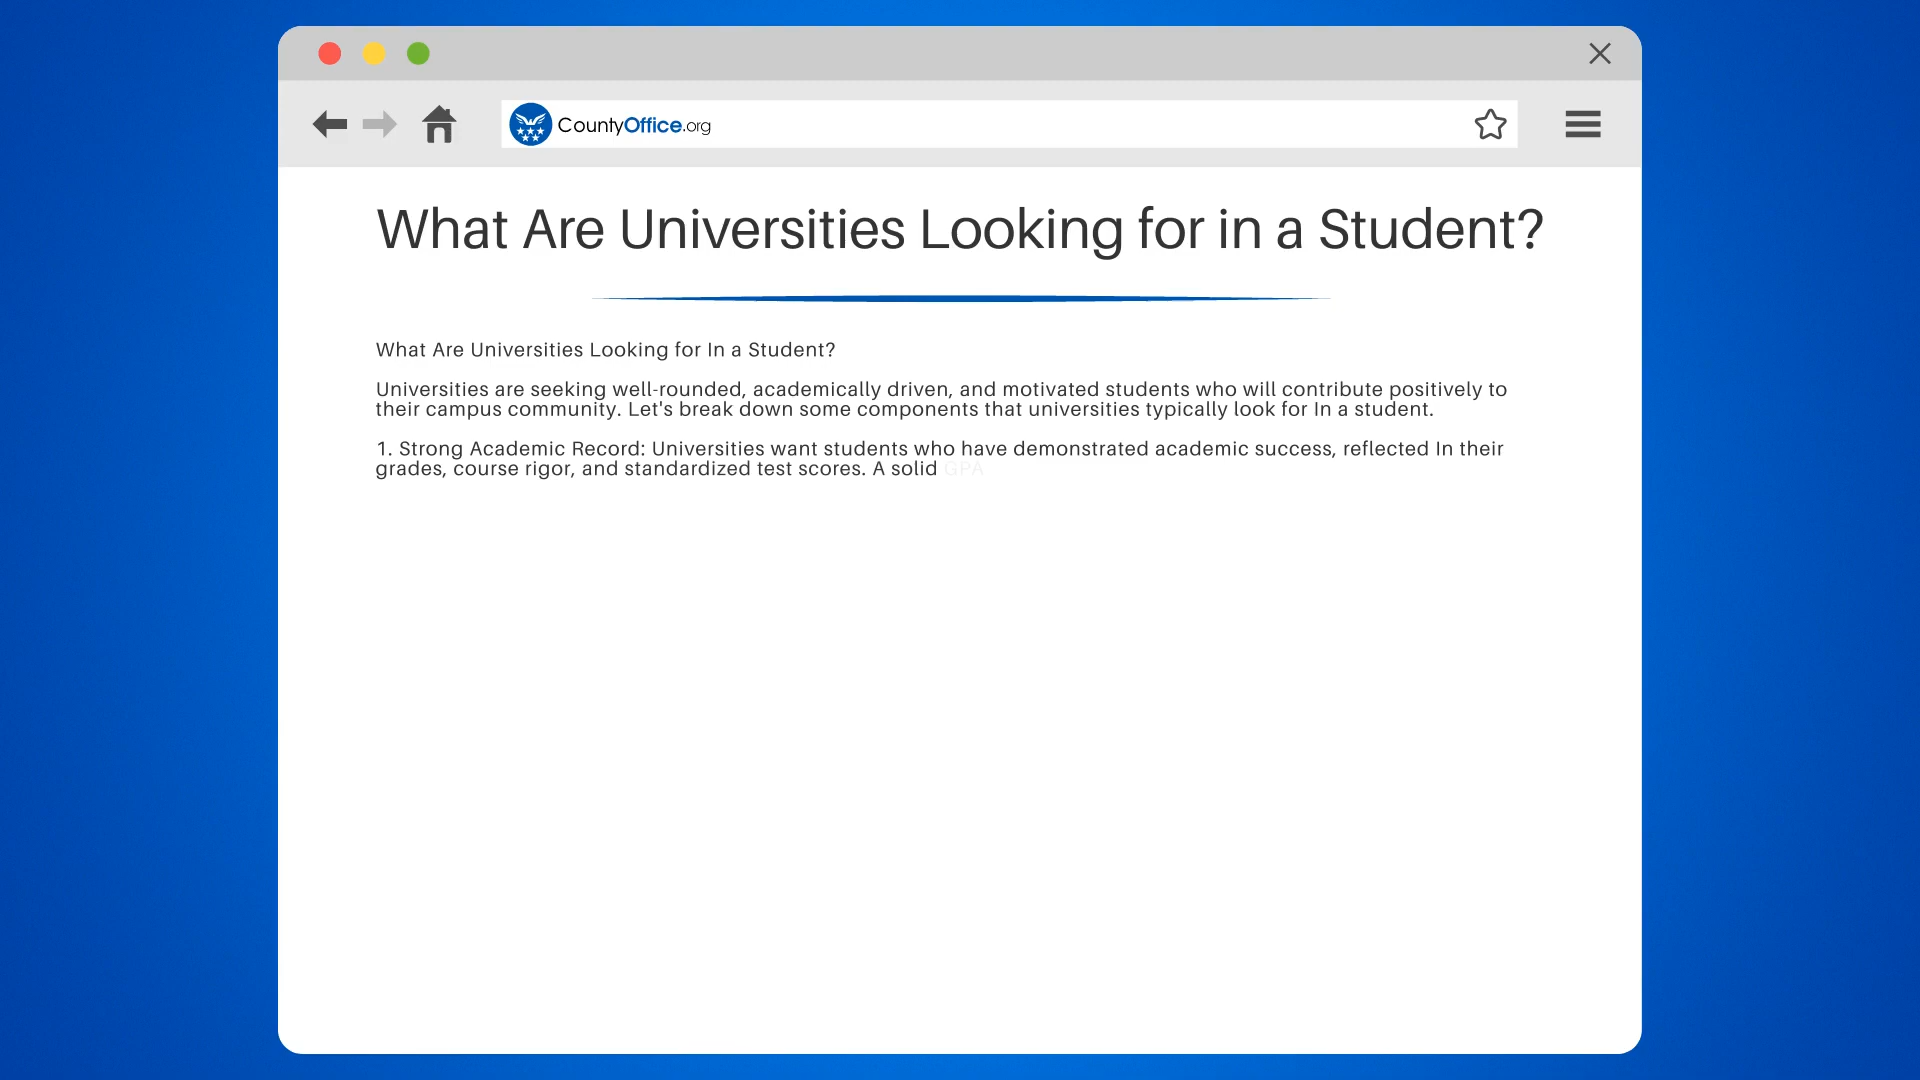 CountyOffice.org
What Are Universities Looking for in a Student?
What Are Universities Looking for In a Student?
Universities are seeking well-rounded, academically driven, and motivated students who will contribute positively to
their campus community. Let's break down some components that universities typically look for In a student.
1. Strong Academic Record: Universities want students who have demonstrated academic success, reflected In their
grades, course rigor, and standardized test scores. A solid GPA